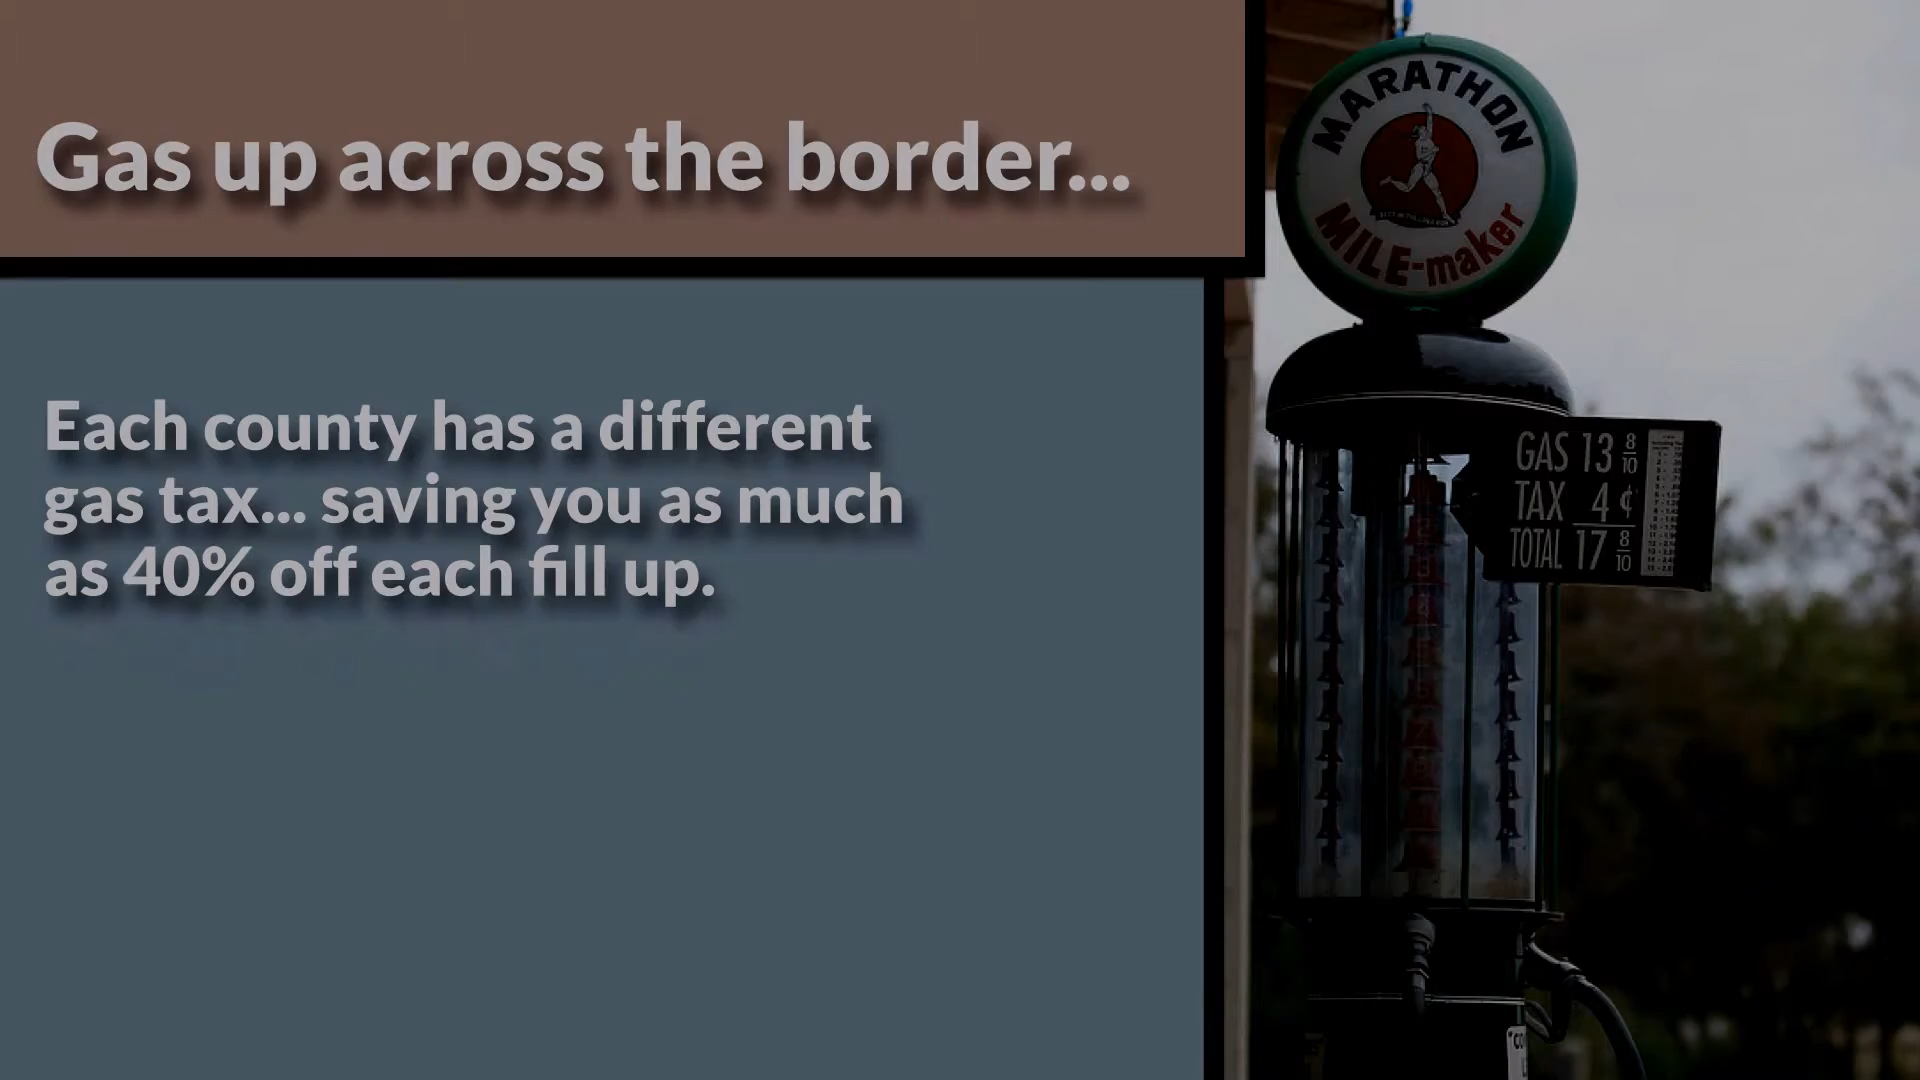 Gas up across the border...
Each county has a different
gas tax... saving you as much
as 40% off each fill up.
MARATHON
MILE-maker
GAS 13 8/10
TAX 4¢
TOTAL 17 8/10